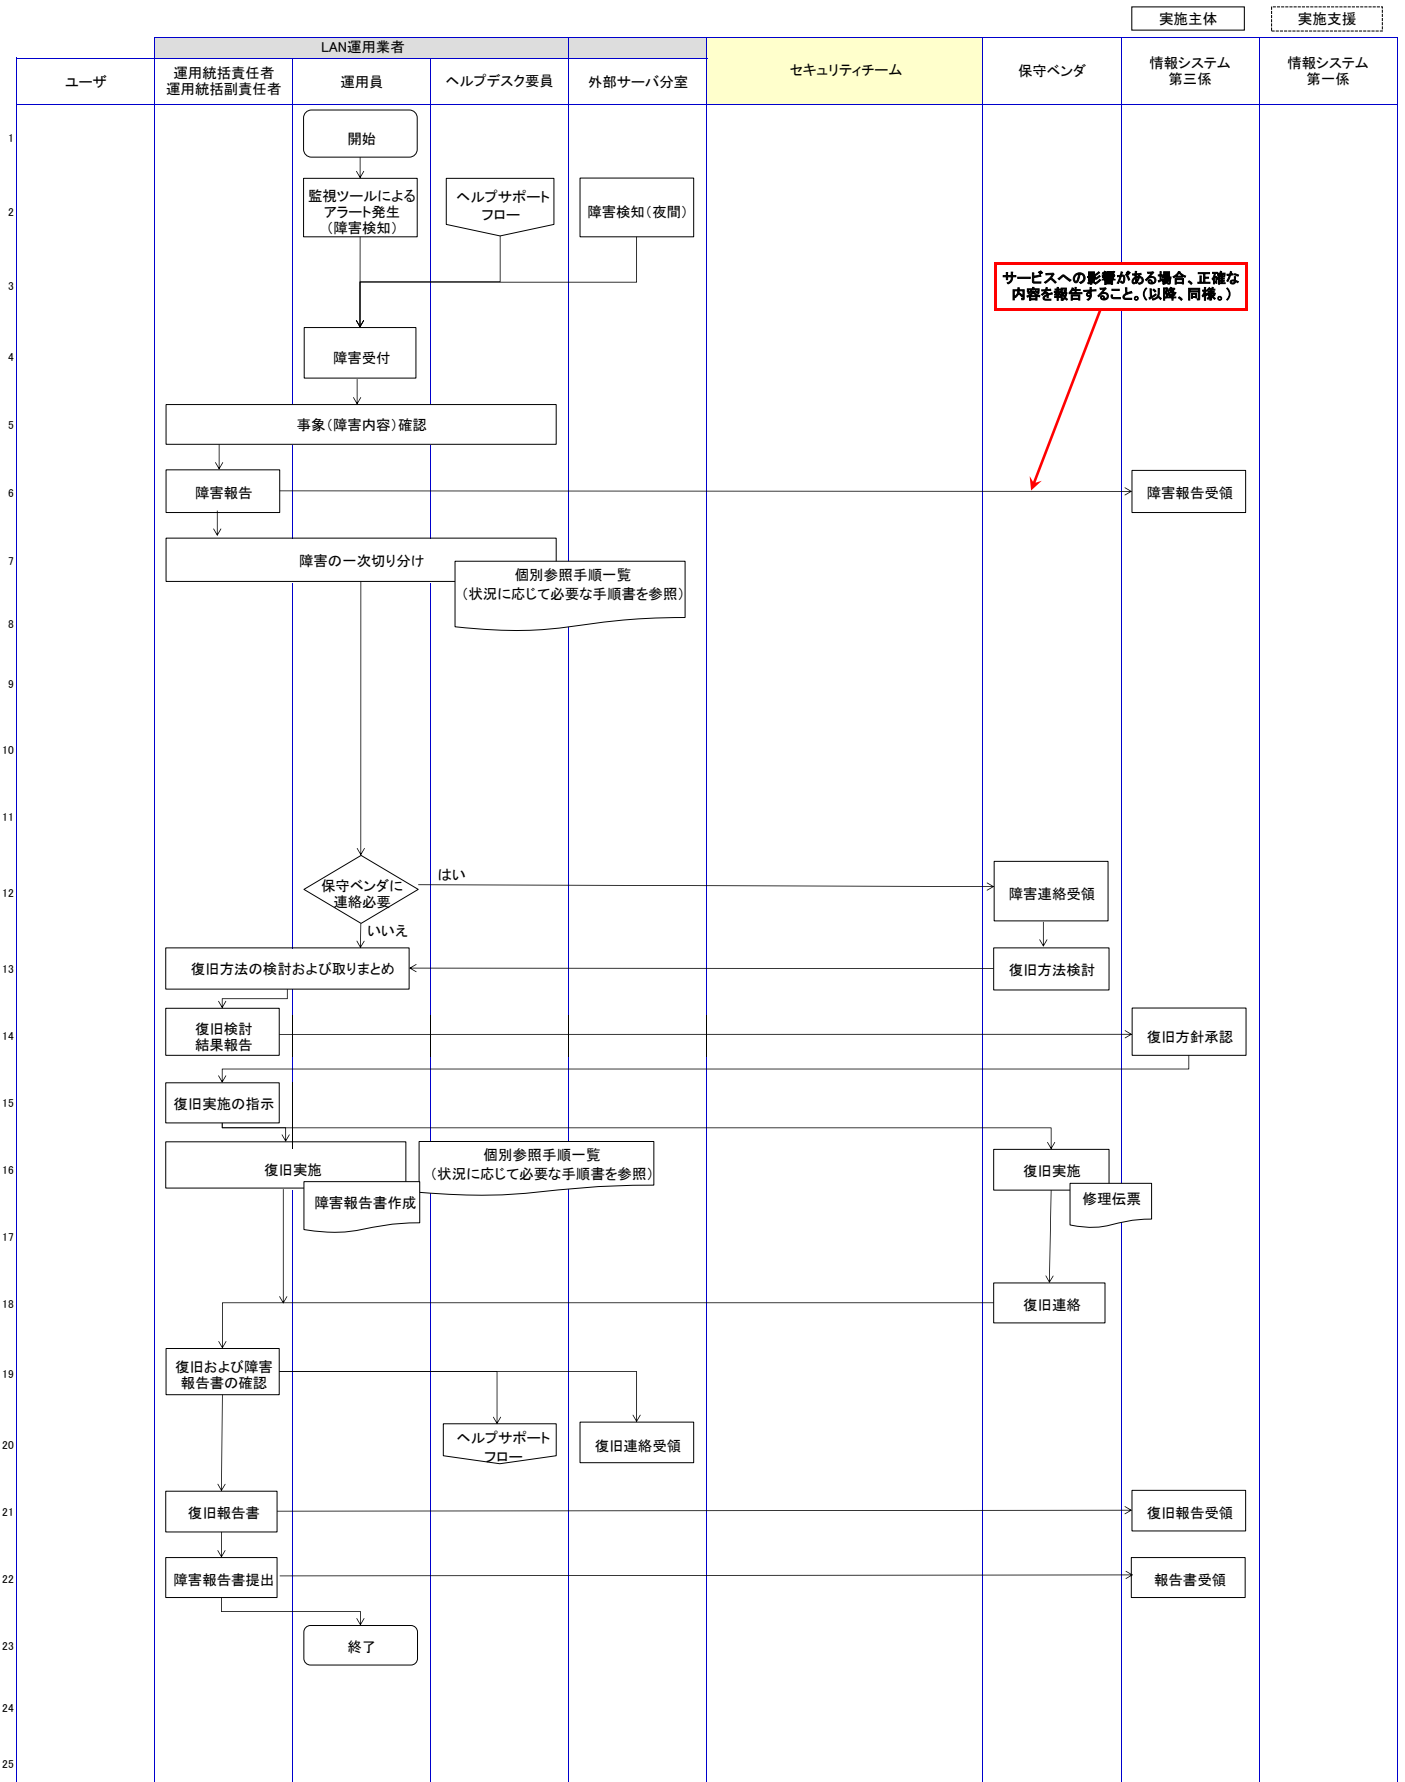 実施主体
実施支援
LAN運用業者
ユーザ
運用統括責任者
運用統括副責任者
運用員
ヘルプデスク要員
外部サーバ分室
セキュリティチーム
保守ベンダ
情報システム
第三係
情報システム
第一係
1
開始
2
監視ツールによる
アラート発生
（障害検知）
ヘルプサポート
フロー
障害検知（夜間）
3
サービスへの影響がある場合、正確な
内容を報告すること。（以降、同様。）
4
障害受付
5
事象（障害内容）確認
6
障害報告
障害報告受領
7
障害の一次切り分け
個別参照手順一覧
（状況に応じて必要な手順書を参照）
8
9
10
11
12
保守ベンダに
連絡必要
はい
障害連絡受領
いいえ
13
復旧方法の検討および取りまとめ
復旧方法検討
14
復旧検討
結果報告
復旧方針承認
15
復旧実施の指示
16
復旧実施
個別参照手順一覧
（状況に応じて必要な手順書を参照）
復旧実施
障害報告書作成
修理伝票
17
18
復旧連絡
19
復旧および障害
報告書の確認
20
ヘルプサポート
フロー
復旧連絡受領
21
復旧報告書
復旧報告受領
22
障害報告書提出
報告書受領
23
終了
24
25